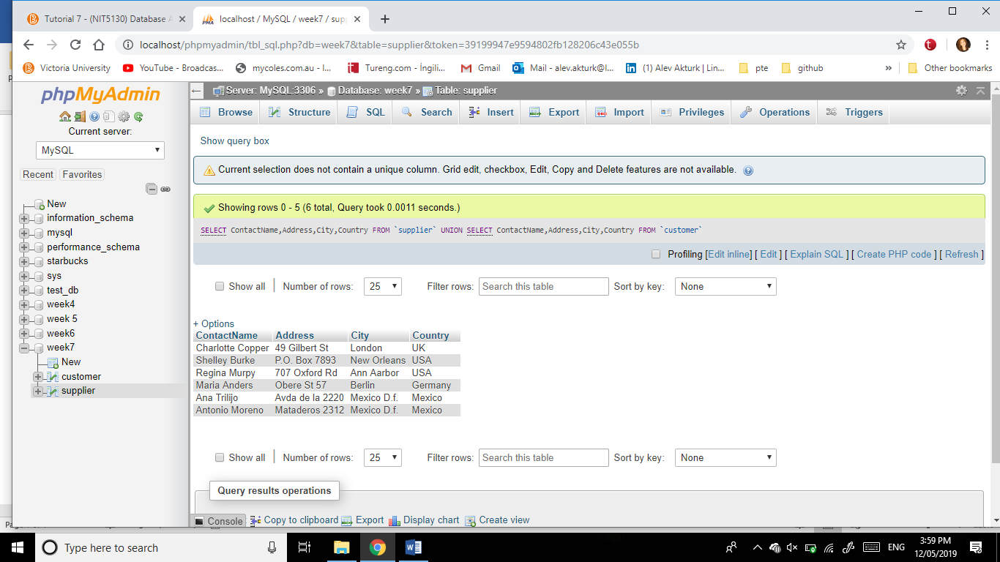 Tutorial 7 - (NIT5130) Database A
localhost / MySQL / week7 / sup
localhost/phpmyadmin/tbl_sql.php?db=week7&table=supplier&token=39199947e9594802fb128206c43e055b
Victoria University
YouTube - Broadcas...
mycoles.com.au - I...
Tureng.com - İngili...
Gmail
Mail - alev.akturk@l...
(1) Alev Akturk | Lin...
pte
github
»
Other bookmarks
phpMyAdmin
Current server:
MySQL
Recent
Favorites
New
information_schema
mysql
performance_schema
starbucks
sys
test_db
week4
week 5
week6
week7
New
customer
supplier
Server: MySQL:3306 » Database: week7 » Table: supplier
Browse
Structure
SQL
Search
Insert
Export
Import
Privileges
Operations
Triggers
Show query box
Current selection does not contain a unique column. Grid edit, checkbox, Edit, Copy and Delete features are not available.
Showing rows 0 - 5 (6 total, Query took 0.0011 seconds.)
SELECT ContactName,Address,City,Country FROM `supplier` UNION SELECT ContactName,Address,City,Country FROM `customer`
Profiling [Edit inline] [ Edit ] [ Explain SQL ] [ Create PHP code ] [ Refresh ]
Show all | Number of rows: 25 Filter rows: Search this table Sort by key: None
+ Options
ContactName Address City Country
Charlotte Copper 49 Gilbert St London UK
Shelley Burke P.O. Box 7893 New Orleans USA
Regina Murpy 707 Oxford Rd Ann Aarbor USA
Maria Anders Obere St 57 Berlin Germany
Ana Trilijo Avda de la 2220 Mexico D.f. Mexico
Antonio Moreno Mataderos 2312 Mexico D.f. Mexico
Show all | Number of rows: 25 Filter rows: Search this table Sort by key: None
Query results operations
Console
Copy to clipboard
Export
Display chart
Create view
Type here to search
ENG
3:59 PM
12/05/2019